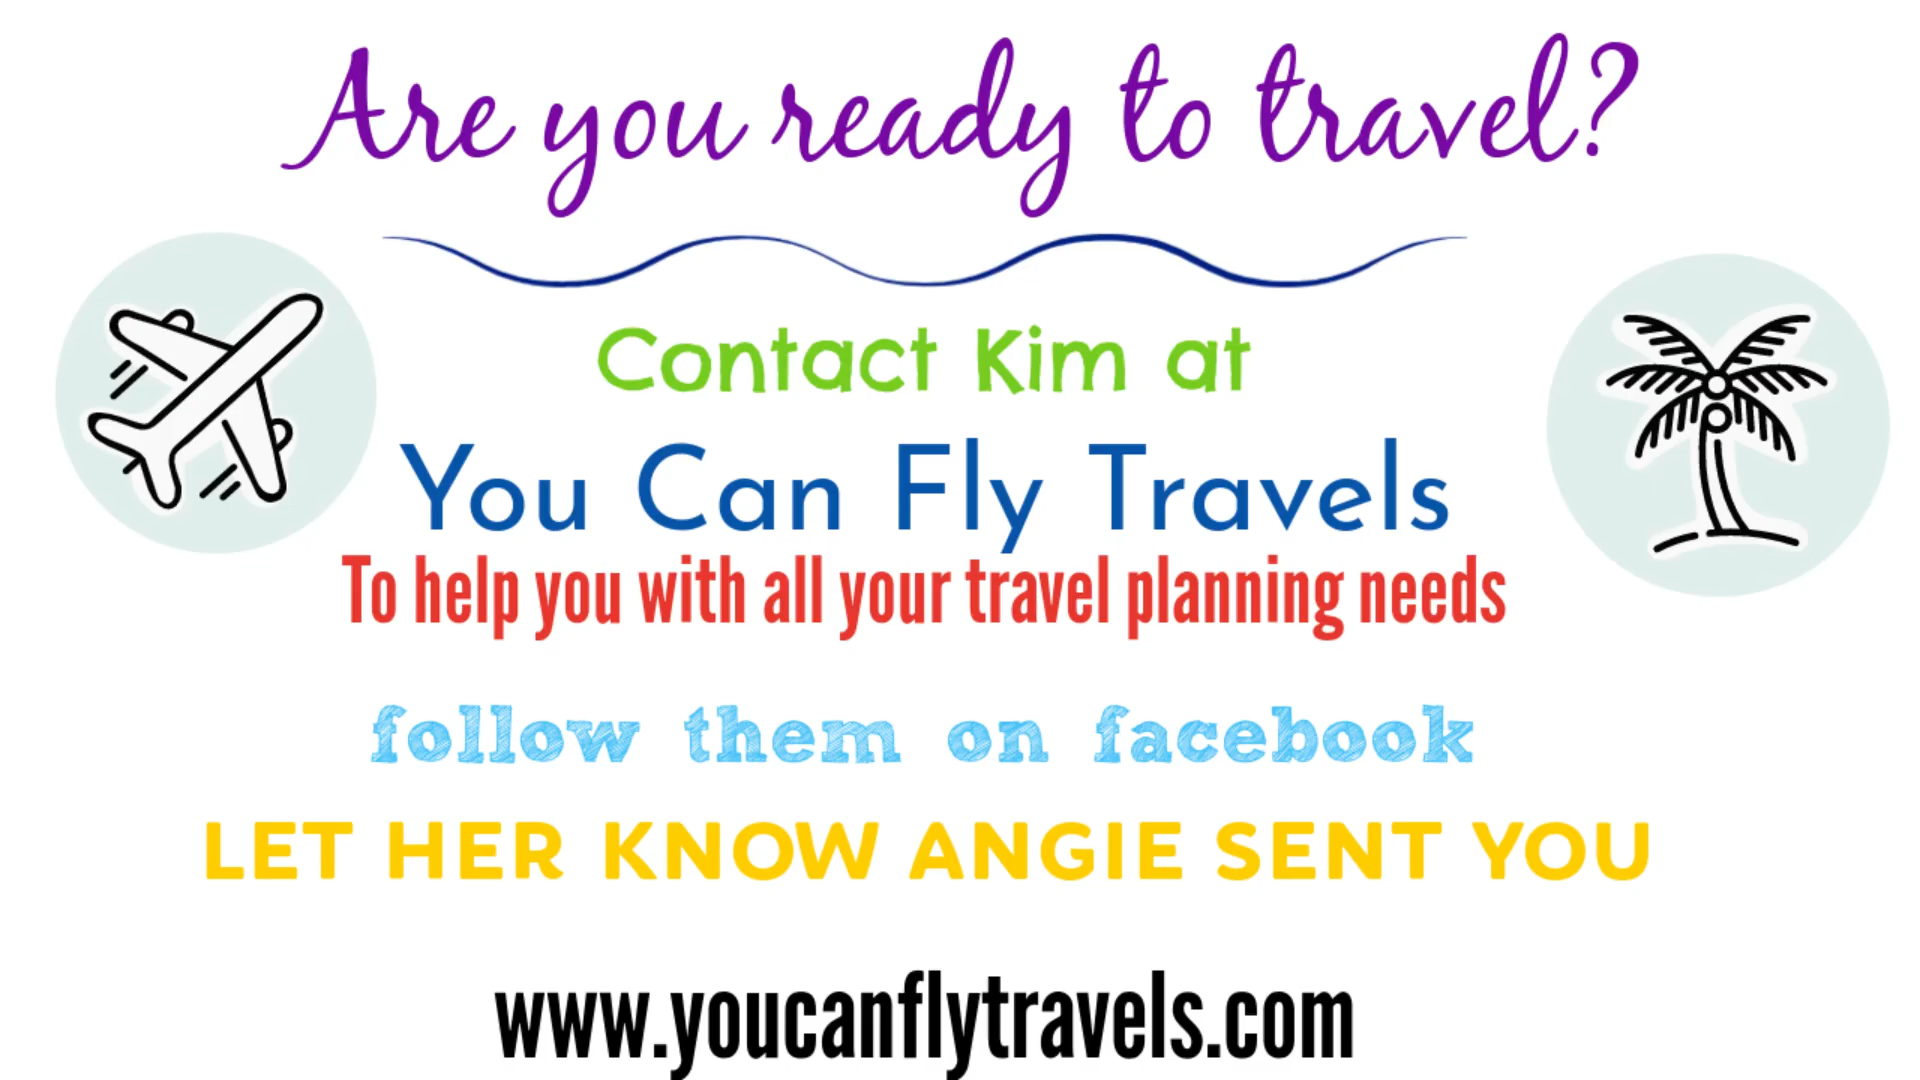 Are you ready to travel?
Contact Kim at
You Can Fly Travels
To help you with all your travel planning needs
follow them on facebook
LET HER KNOW ANGIE SENT YOU
www.youcanflytravels.com